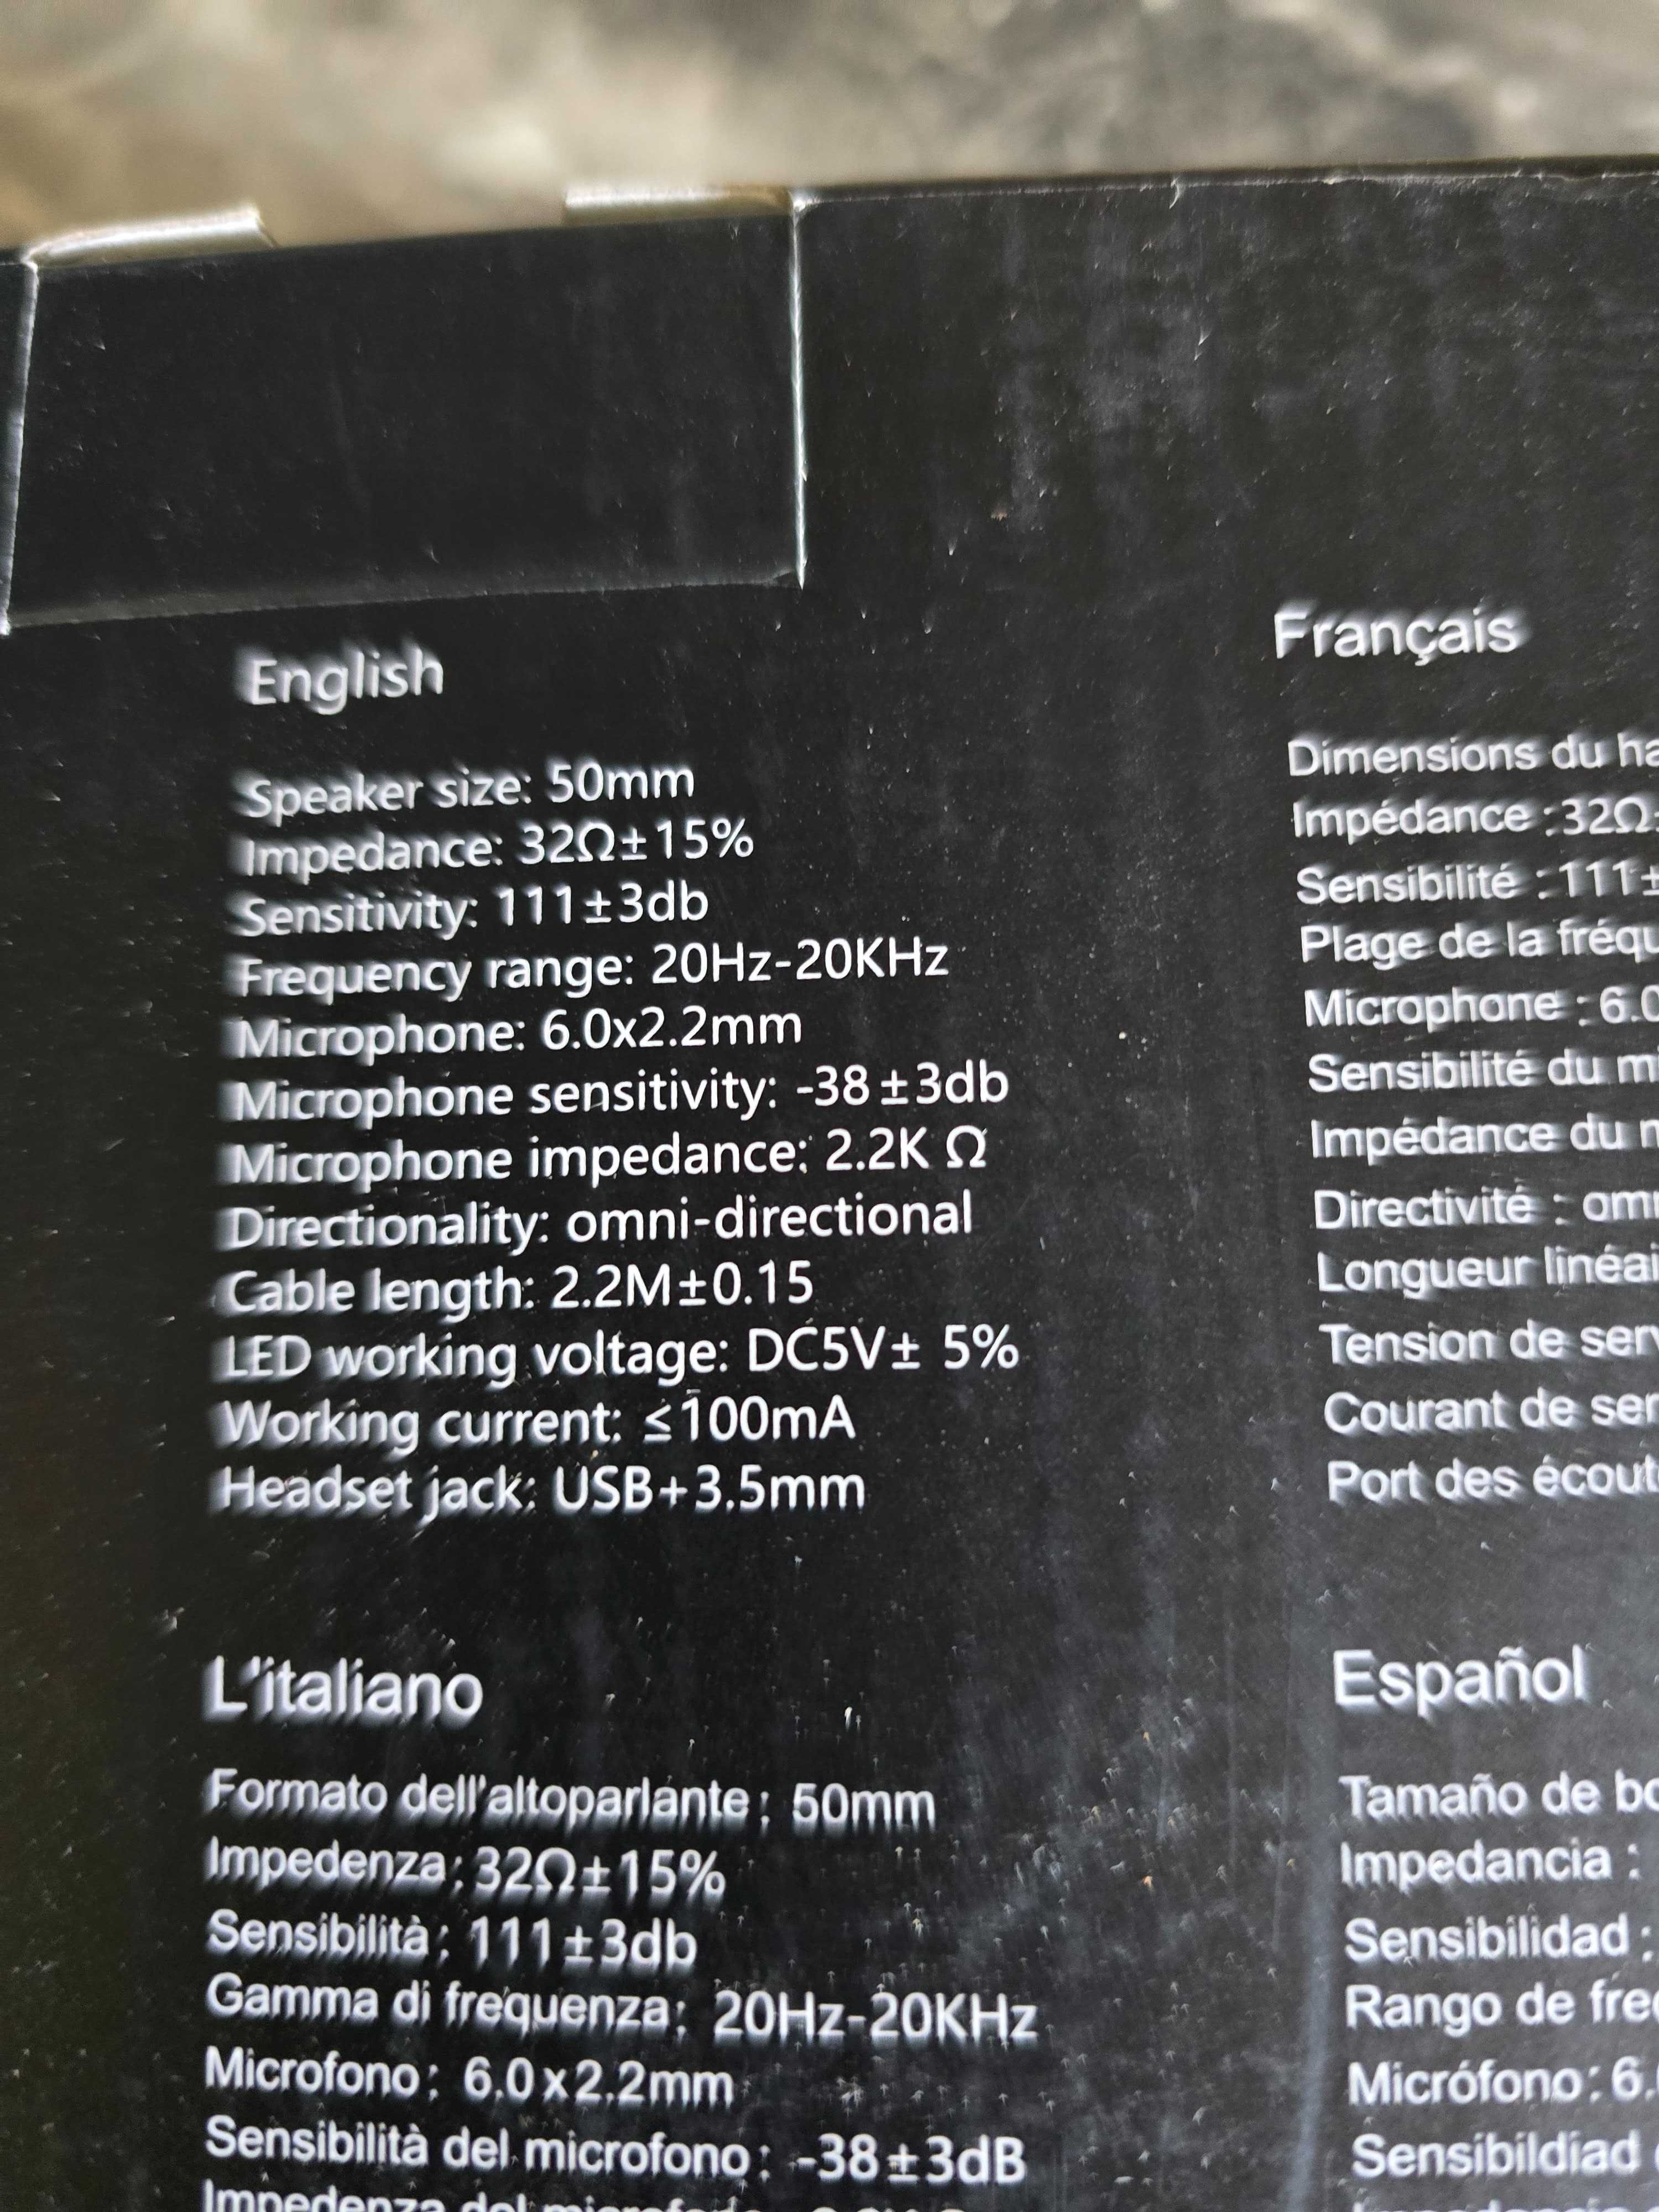 English
Speaker size: 50mm
Impedance: 32Ω±15%
Sensitivity: 111±3db
Frequency range: 20Hz-20KHz
Microphone: 6.0x2.2mm
Microphone sensitivity: -38±3db
Microphone impedance: 2.2K Ω
Directionality: omni-directional
Cable length: 2.2M±0.15
LED working voltage: DC5V± 5%
Working current: ≤100mA
Headset jack: USB+3.5mm
Français
Dimensions du
Impédance :32Ω
Sensibilité :111±
Plage de la
Microphone : 6.0
Sensibilité du
Impédance du
Directivité :
Longueur
Tension de
Courant de
Port des
L'italiano
Formato dell'altoparlante: 50mm
Impedenza:32Ω±15%
Sensibilità: 111±3db
Gamma di frequenza: 20Hz-20KHz
Microfono: 6.0x2.2mm
Sensibilità del microfono: -38±3dB
Español
Tamaño de
Impedancia :
Sensibilidad :
Rango de
Micrófono: 6.
Sensibildiad